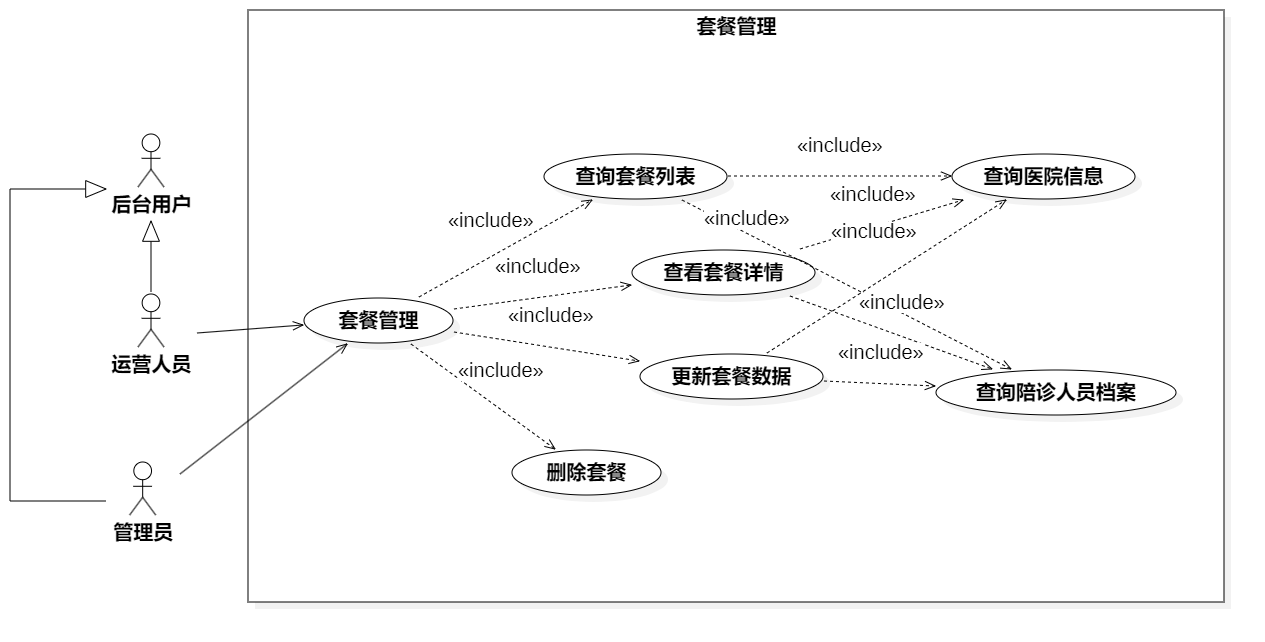 套餐管理
«include»
查询套餐列表
查询医院信息
«include»
后台用户
«include»
«include»
«include»
«include»
查看套餐详情
«include»
«include»
套餐管理
«include»
«include»
运营人员
«include»
更新套餐数据
查询陪诊人员档案
删除套餐
管理员